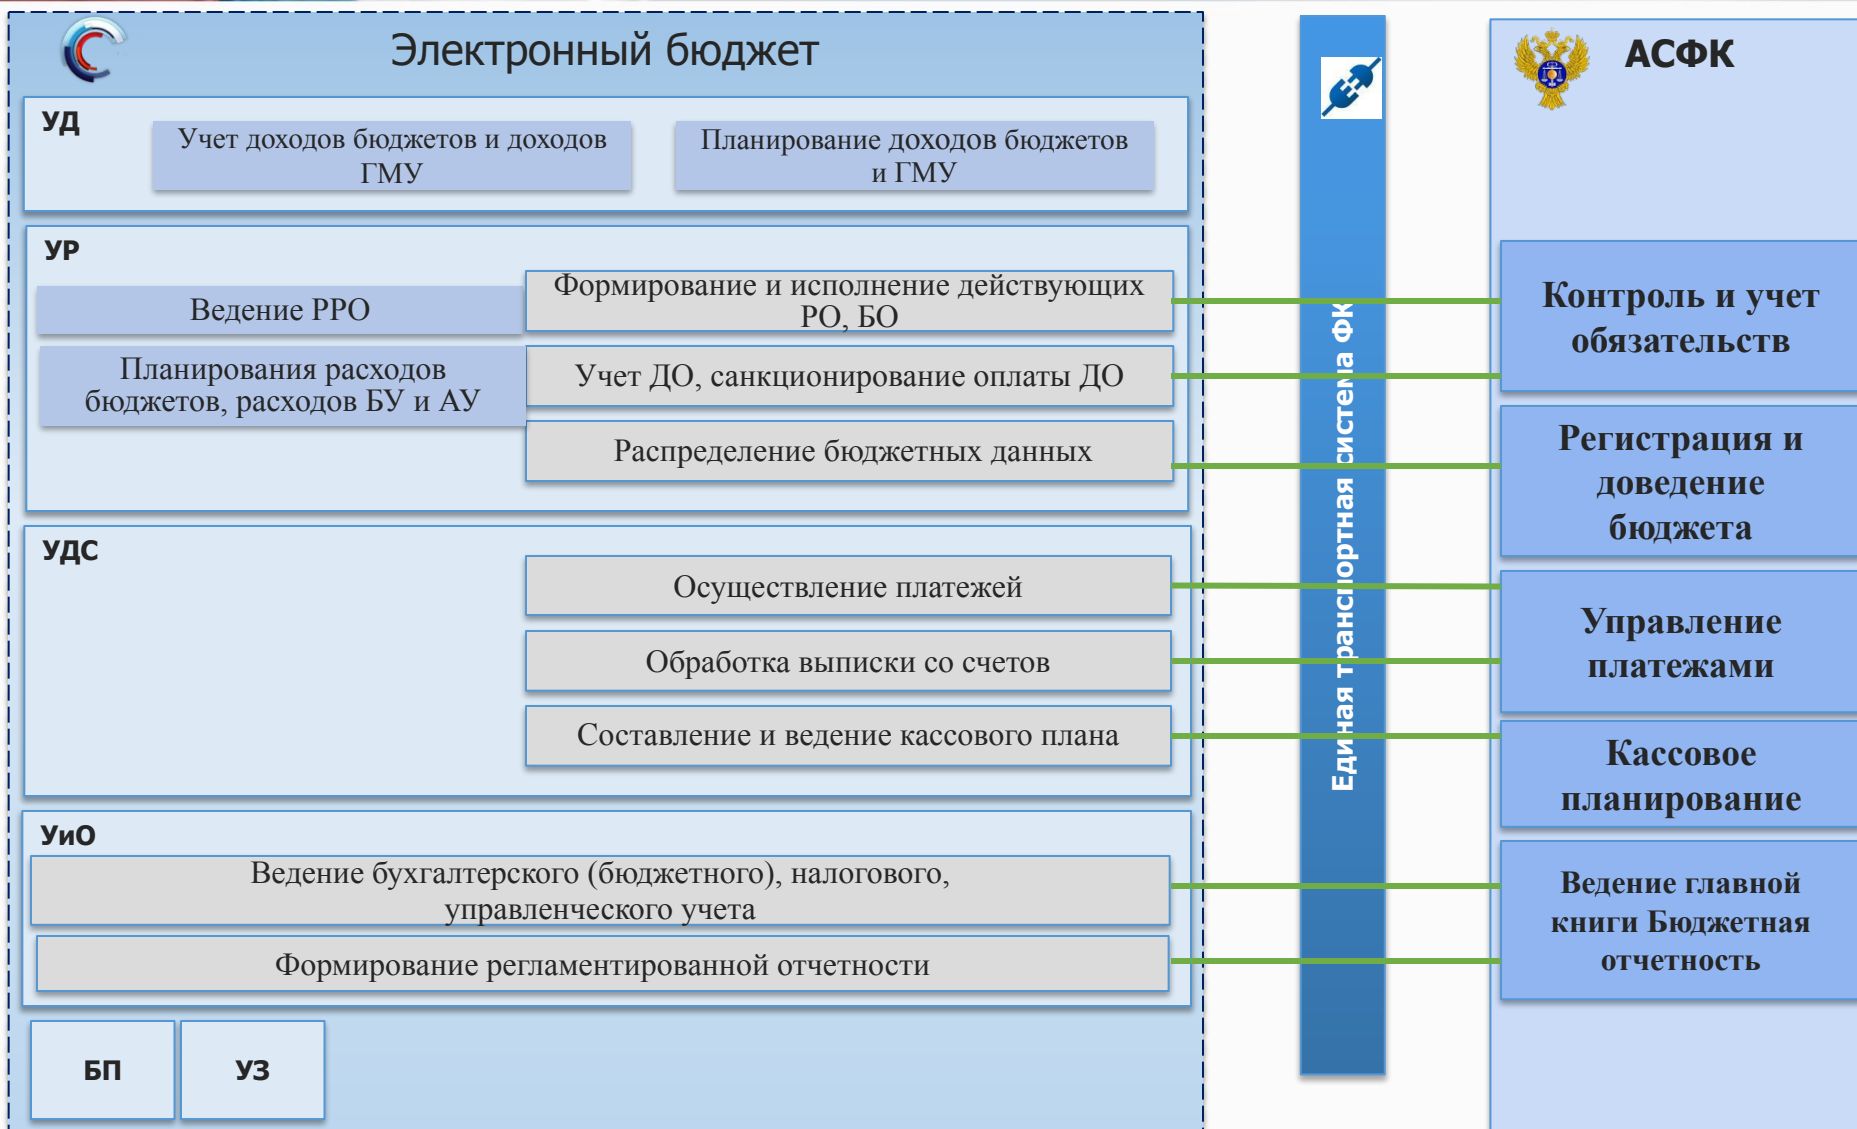 Электронный бюджет
УД
Учет доходов бюджетов и доходов
ГМУ
Планирование доходов бюджетов
и ГМУ
УР
Ведение РРО
Планирования расходов
бюджетов, расходов БУ и АУ
Формирование и исполнение действующих
РО, БО
Учет ДО, санкционирование оплаты ДО
Распределение бюджетных данных
УДС
Осуществление платежей
Обработка выписки со счетов
Составление и ведение кассового плана
УиО
Ведение бухгалтерского (бюджетного), налогового,
управленческого учета
Формирование регламентированной отчетности
БП
УЗ
Единая транспортная система ФК
АСФК
Контроль и учет
обязательств
Регистрация и
доведение
бюджета
Управление
платежами
Кассовое
планирование
Ведение главной
книги Бюджетная
отчетность